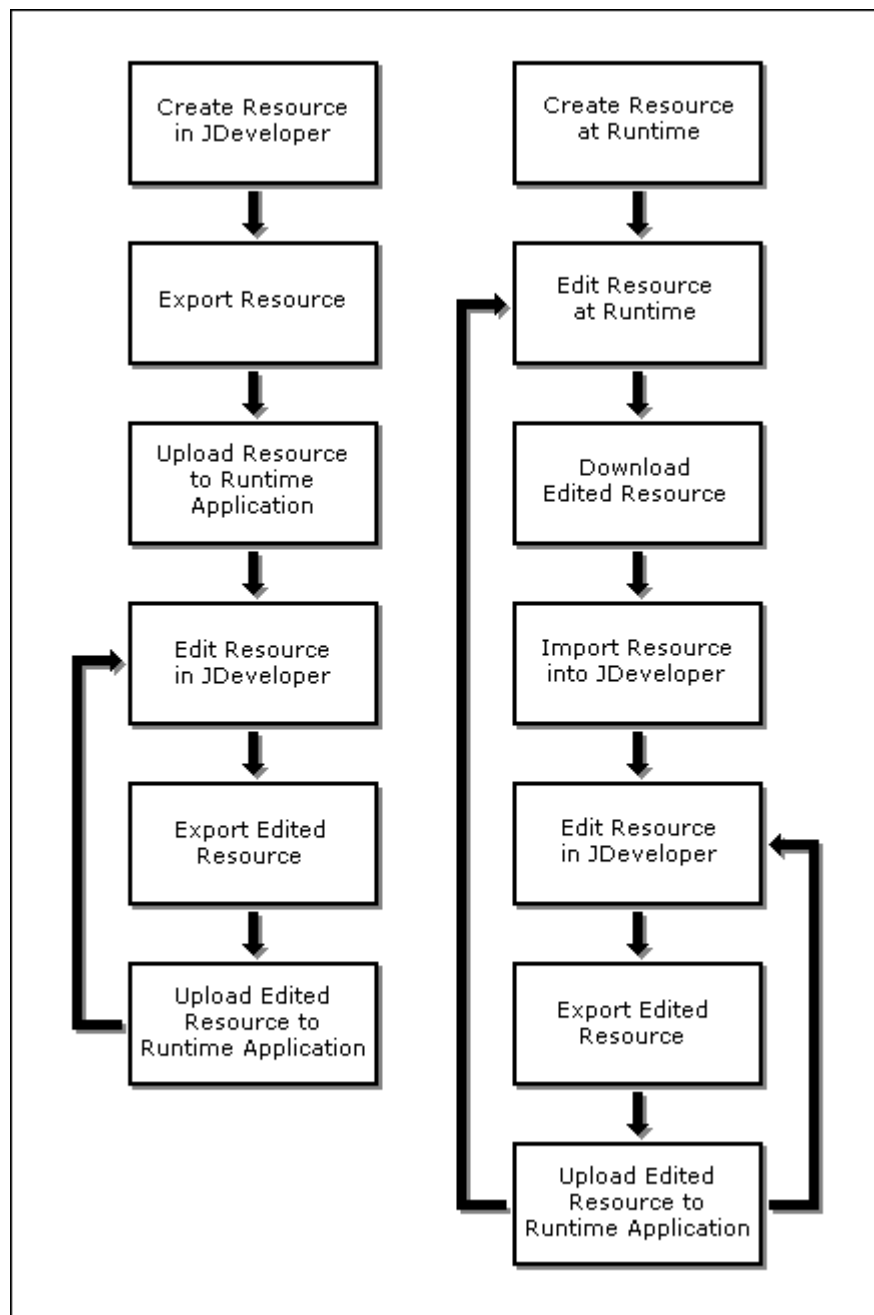 Create Resource
in JDeveloper
Export Resource
Upload Resource
to Runtime
Application
Edit Resource
in JDeveloper
Export Edited
Resource
Upload Edited
Resource to
Runtime Application
Create Resource
at Runtime
Edit Resource
at Runtime
Download
Edited Resource
Import Resource
into JDeveloper
Edit Resource
in JDeveloper
Export Edited
Resource
Upload Edited
Resource to
Runtime Application